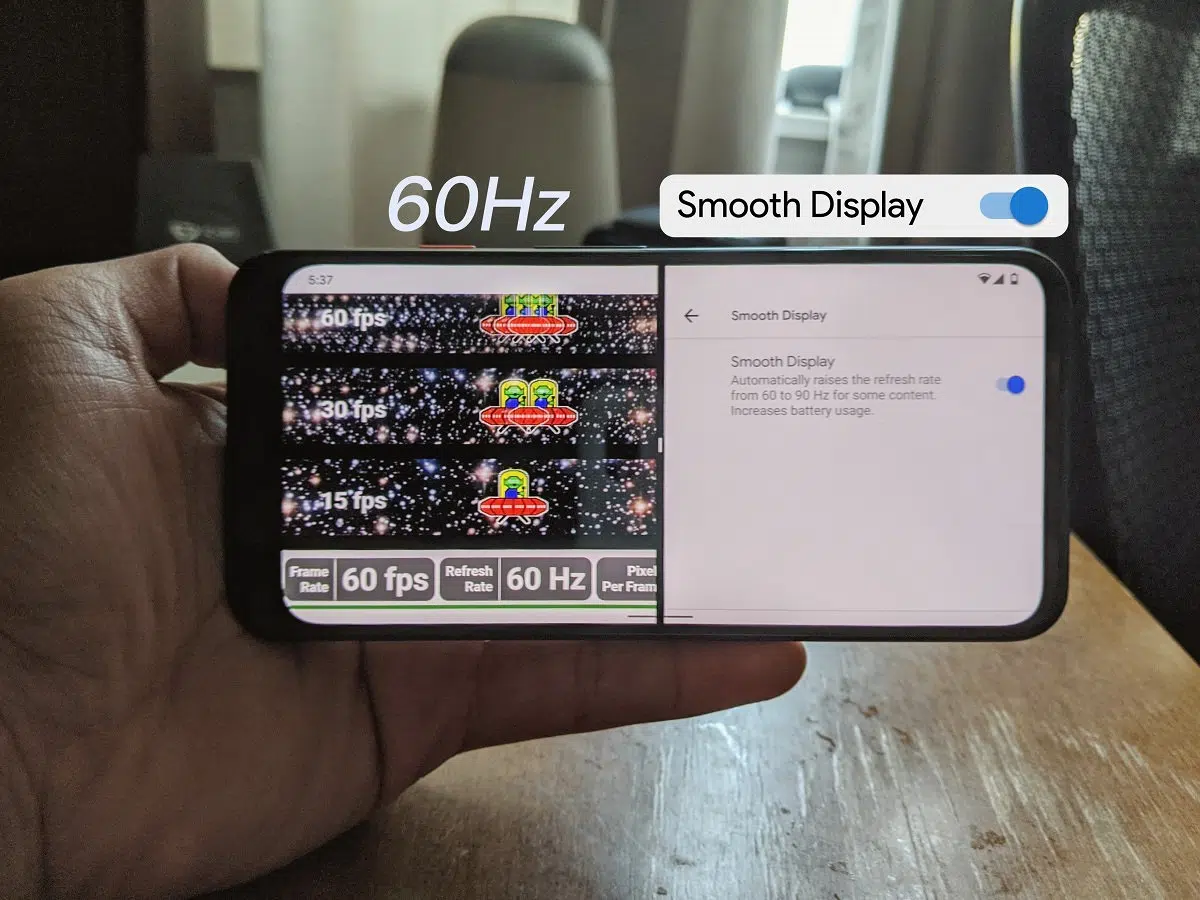 60Hz
Smooth Display
5:37
60 fps
30 fps
15 fps
Frame
Rate
60 fps
Refresh
Rate
60 Hz
Pixel
Per Fram
Smooth Display
Smooth Display
Automatically raises the refresh rate
from 60 to 90 Hz for some content.
Increases battery usage.